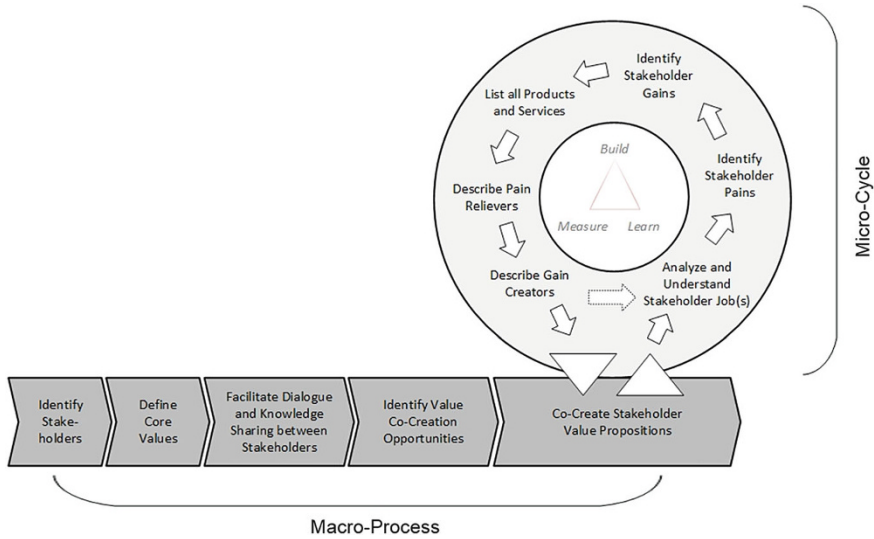 Identify
Stakeholder
Gains
List all Products
and Services
Identify
Stakeholder
Pains
Build
Measure
Learn
Describe Pain
Relievers
Describe Gain
Creators
Analyze and
Understand
Stakeholder Job(s)
Micro-Cycle
Identify
Stake-
holders
Define
Core
Values
Facilitate Dialogue
and Knowledge
Sharing between
Stakeholders
Identify Value
Co-Creation
Opportunities
Co-Create Stakeholder
Value Propositions
Macro-Process